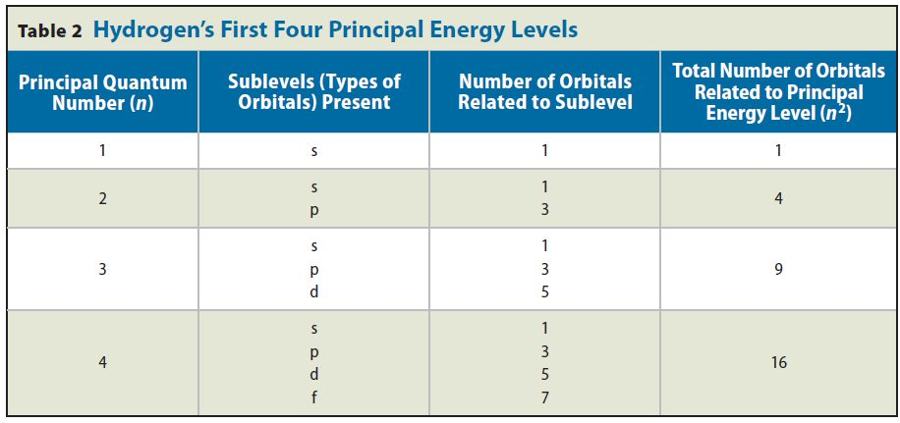 Table 2 Hydrogen's First Four Principal Energy Levels
Principal Quantum
Number (n)
Sublevels (Types of
Orbitals) Present
Number of Orbitals
Related to Sublevel
Total Number of Orbitals
Related to Principal
Energy Level (n²)
1 s 1 1
2
s 1
p 3
4
3
s 1
p 3
d 5
9
4
s 1
p 3
d 5
f 7
16